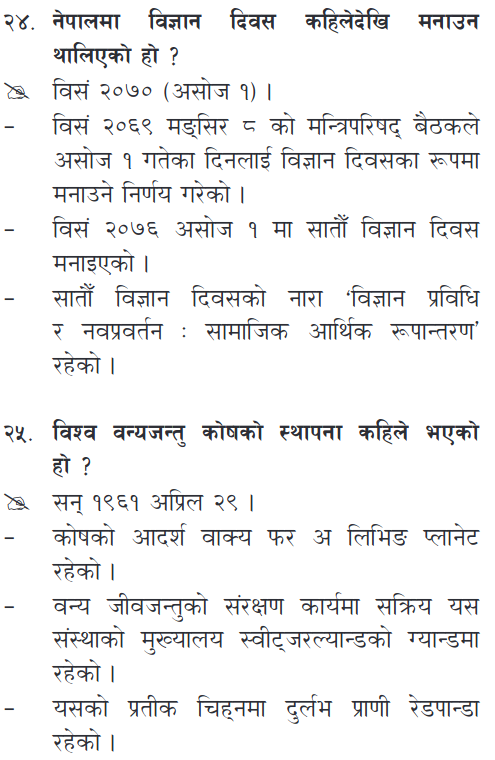 २४. नेपालमा विज्ञान दिवस कहिलेदेखि मनाउन
थालिएको हो ?
विसं २०७० (असोज १) ।
– विसं २०६९ मङ्सिर ८ को मन्त्रिपरिषद् बैठकले
असोज १ गतेका दिनलाई विज्ञान दिवसका रूपमा
मनाउने निर्णय गरेको ।
– विसं २०७६ असोज १ मा सातौँ विज्ञान दिवस
मनाइएको ।
– सातौँ विज्ञान दिवसको नारा ‘विज्ञान प्रविधि
र नवप्रवर्तन : सामाजिक आर्थिक रूपान्तरण’
रहेको ।
२५. विश्व वन्यजन्तु कोषको स्थापना कहिले भएको
हो ?
सन् १९६१ अप्रिल २९ ।
– कोषको आदर्श वाक्य फर अ लिभिङ प्लानेट
रहेको ।
– वन्य जीवजन्तुको संरक्षण कार्यमा सक्रिय यस
संस्थाको मुख्यालय स्वीट्जरल्यान्डको ग्यान्डमा
रहेको ।
– यसको प्रतीक चिह्नमा दुर्लभ प्राणी रेडपान्डा
रहेको ।